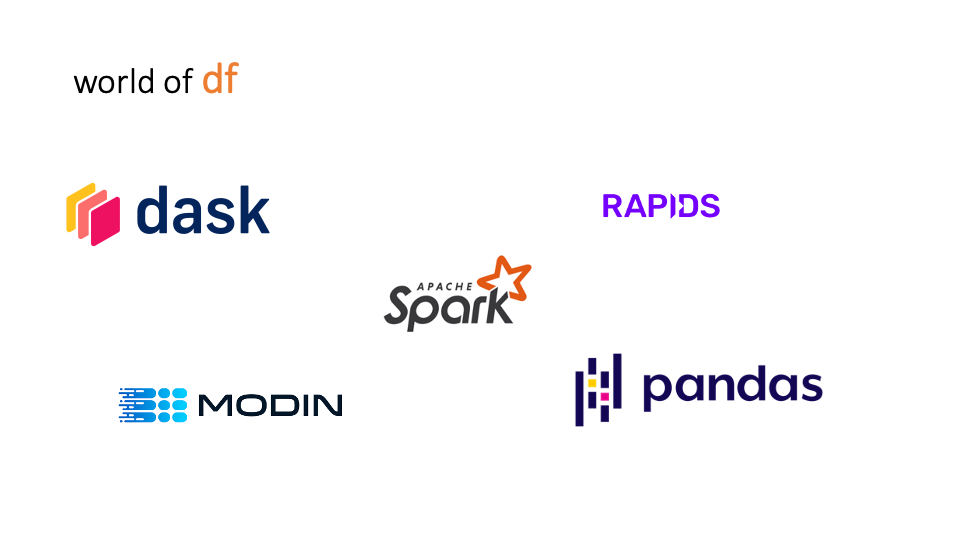 world of df
dask
RAPIDS
APACHE
Spark
MODIN
pandas